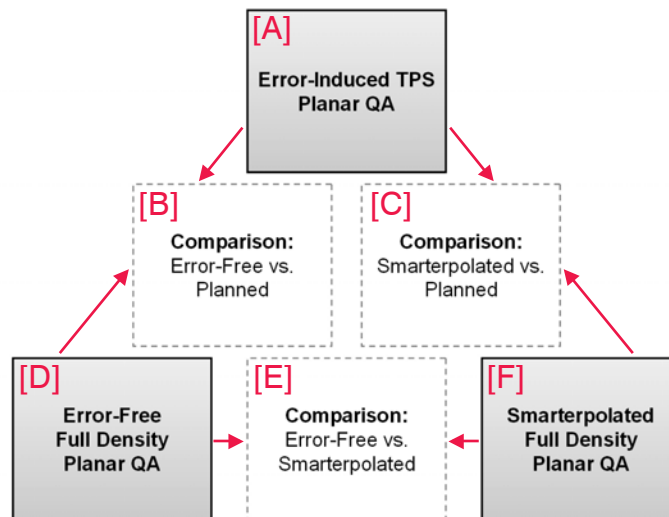 [A]
Error-Induced TPS
Planar QA
[B]
Comparison:
Error-Free vs.
Planned
[C]
Comparison:
Smarterpolated vs.
Planned
[D]
Error-Free
Full Density
Planar QA
[E]
Comparison:
Error-Free vs.
Smarterpolated
[F]
Smarterpolated
Full Density
Planar QA